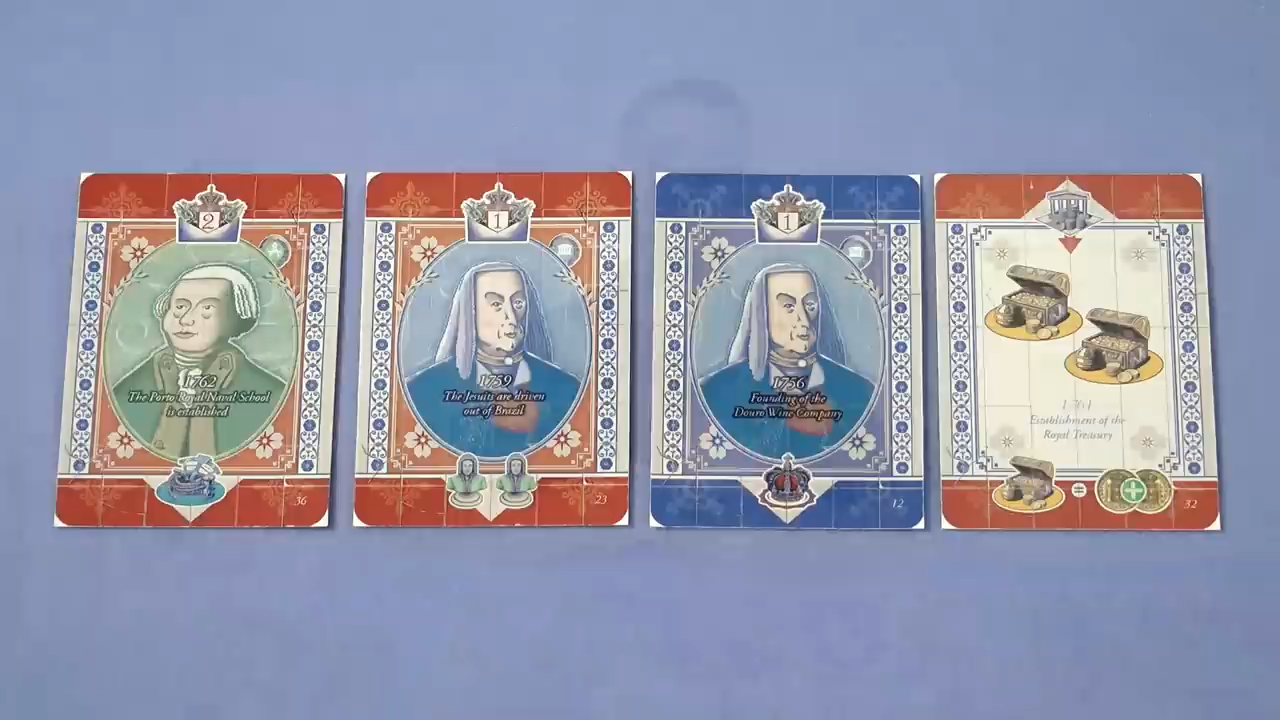 2
1762
The Porto Royal Naval School
is established
36
1
1759
The Jesuits are driven
out of Brazil
23
1
1756
Founding of the
Douro Wine Company
12
1761
Establishment of the
Royal Treasury
=
32